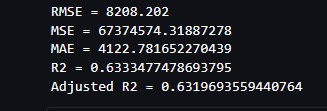 RMSE = 8208.202
MSE = 67374574.31887278
MAE = 4122.781652270439
R2 = 0.6333477478693795
Adjusted R2 = 0.6319693559440764